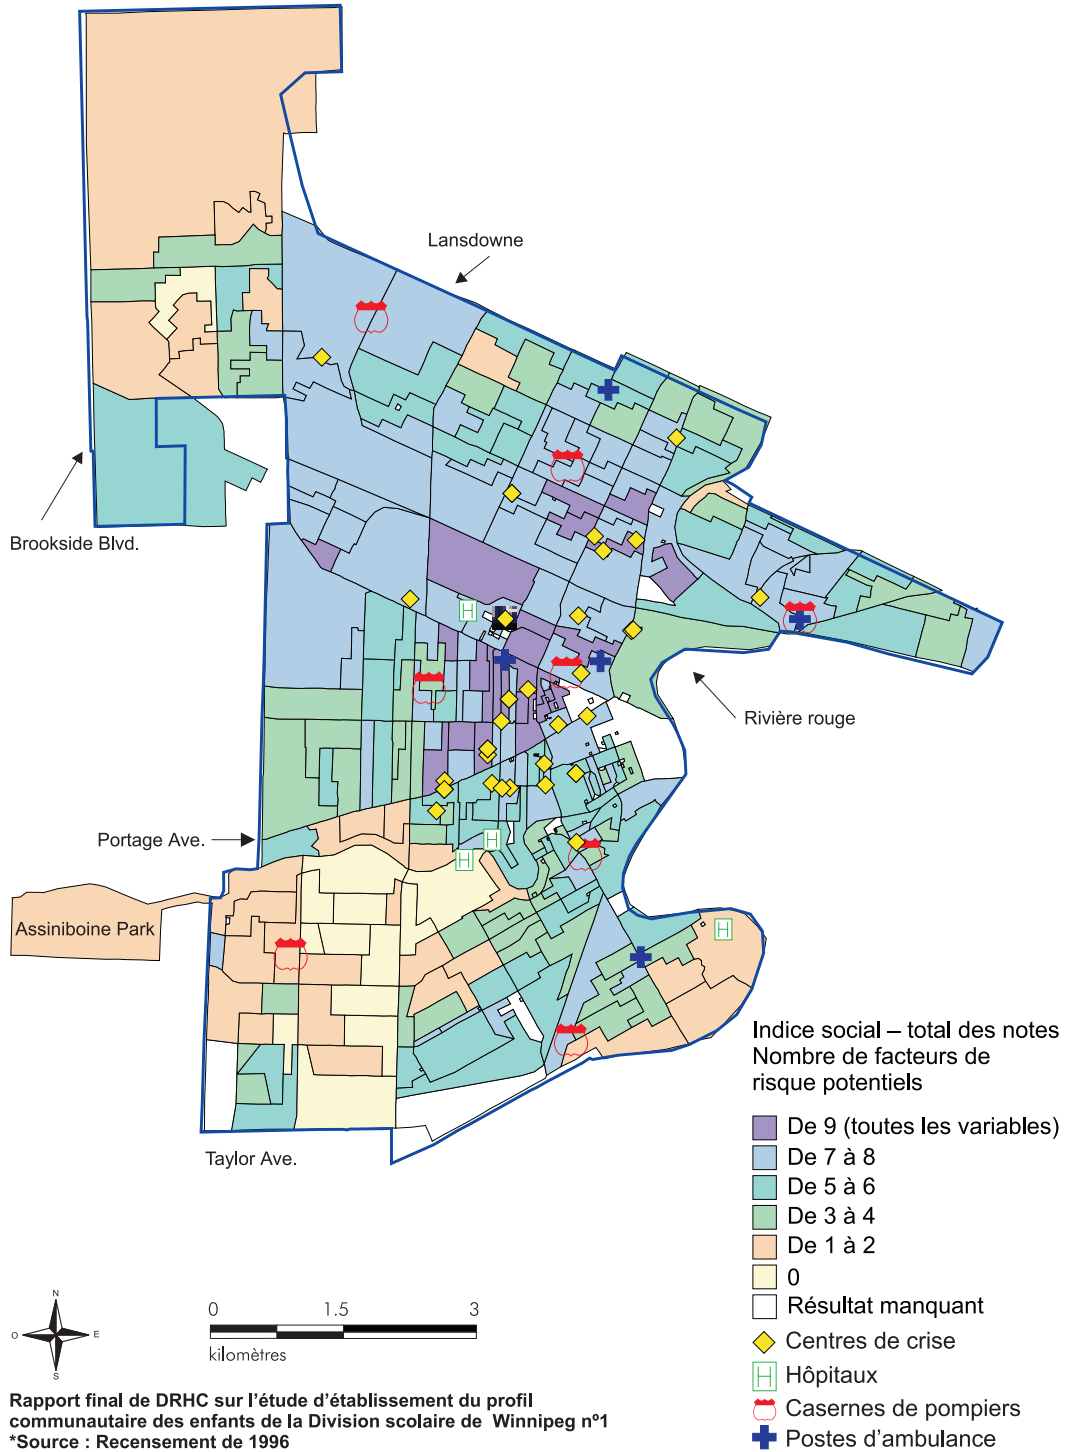 Lansdowne
Brookside Blvd.
H
Rivière rouge
Portage Ave.
H
H
Assiniboine Park
H
Taylor Ave.
Indice social – total des notes
Nombre de facteurs de
risque potentiels
De 9 (toutes les variables)
De 7 à 8
De 5 à 6
De 3 à 4
De 1 à 2
0
Résultat manquant
Centres de crise
H Hôpitaux
Casernes de pompiers
Postes d'ambulance
N
O E
S
0 1.5 3
kilomètres
Rapport final de DRHC sur l'étude d'établissement du profil
communautaire des enfants de la Division scolaire de Winnipeg nº1
*Source : Recensement de 1996